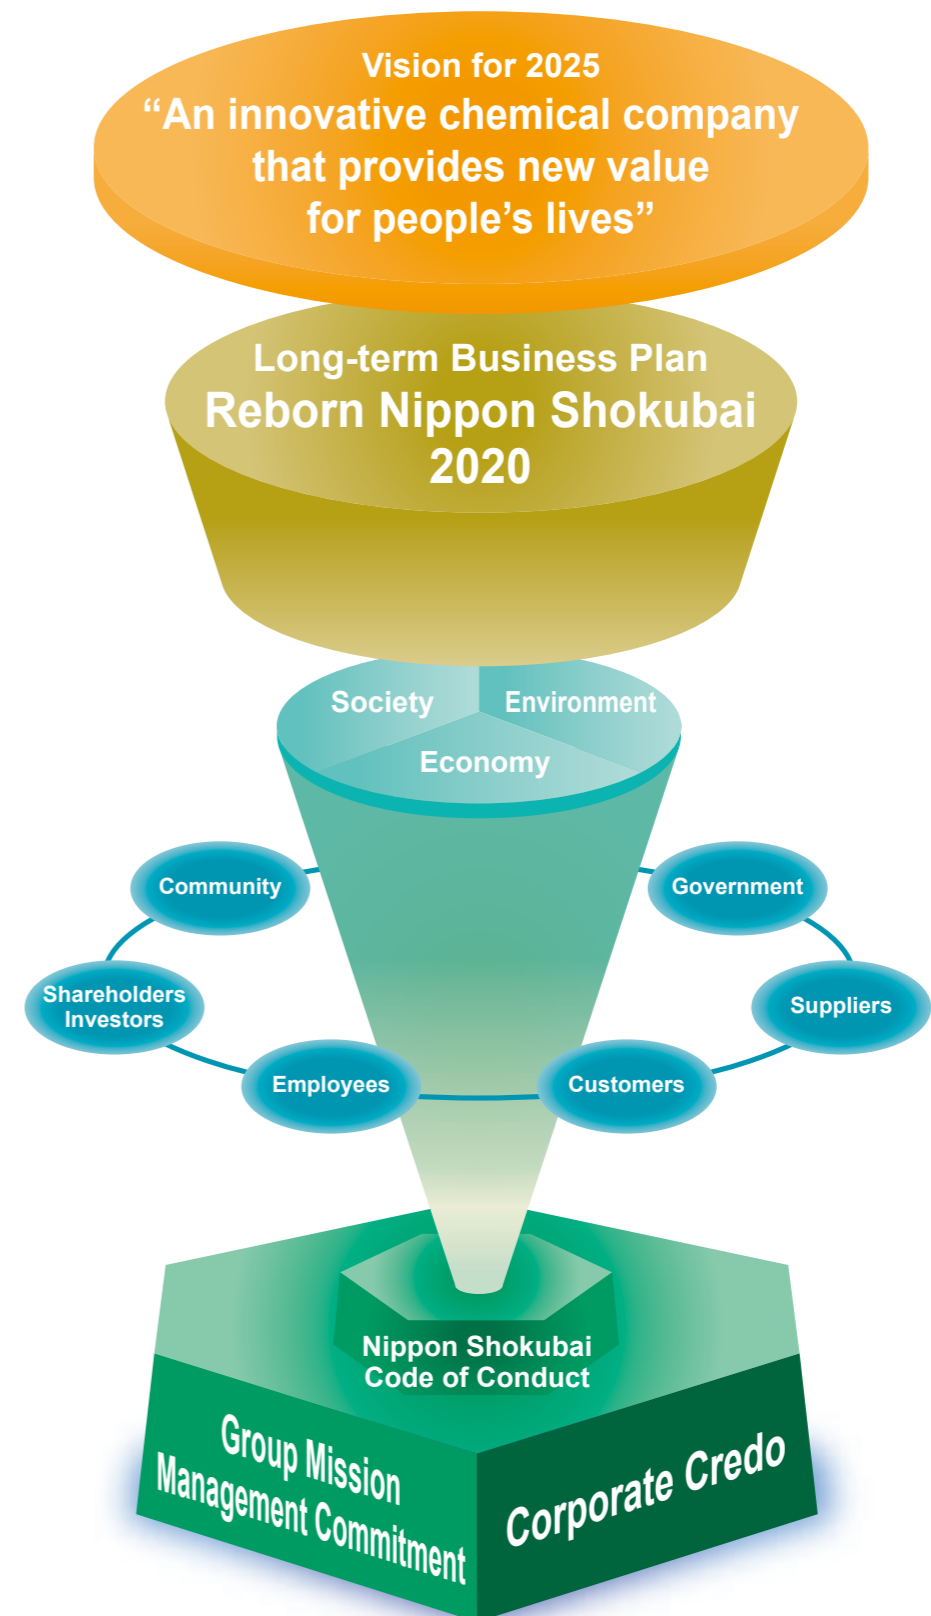 Vision for 2025
“An innovative chemical company
that provides new value
for people’s lives”
Long-term Business Plan
Reborn Nippon Shokubai
2020
Society
Environment
Economy
Community
Government
Shareholders
Investors
Suppliers
Employees
Customers
Nippon Shokubai
Code of Conduct
Group Mission
Management Commitment
Corporate Credo